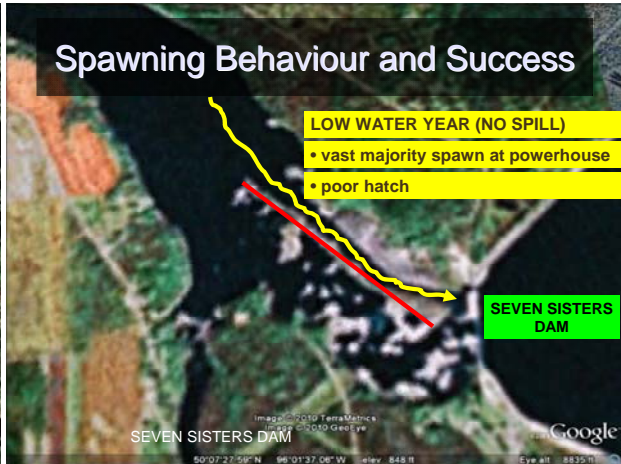 Spawning Behaviour and Success
LOW WATER YEAR (NO SPILL)
• vast majority spawn at powerhouse
• poor hatch
SEVEN SISTERS
DAM
Image © 2010 TerraMetrics
Image © 2010 GeoEye
SEVEN SISTERS DAM
Google
50°07'27.59" N 96°01'37.06" W elev 848 ft Eye alt 8835 ft